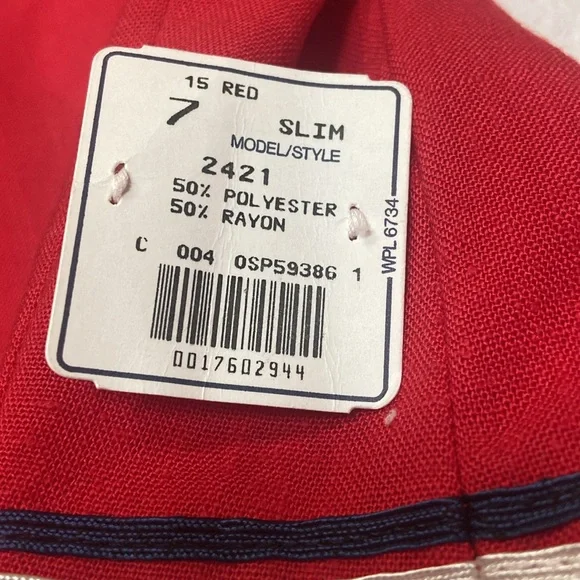 15 RED
7 SLIM
MODEL/STYLE
2421
50% POLYESTER
50% RAYON
C 004 0SP59386 1
0017602944
WPL 6734